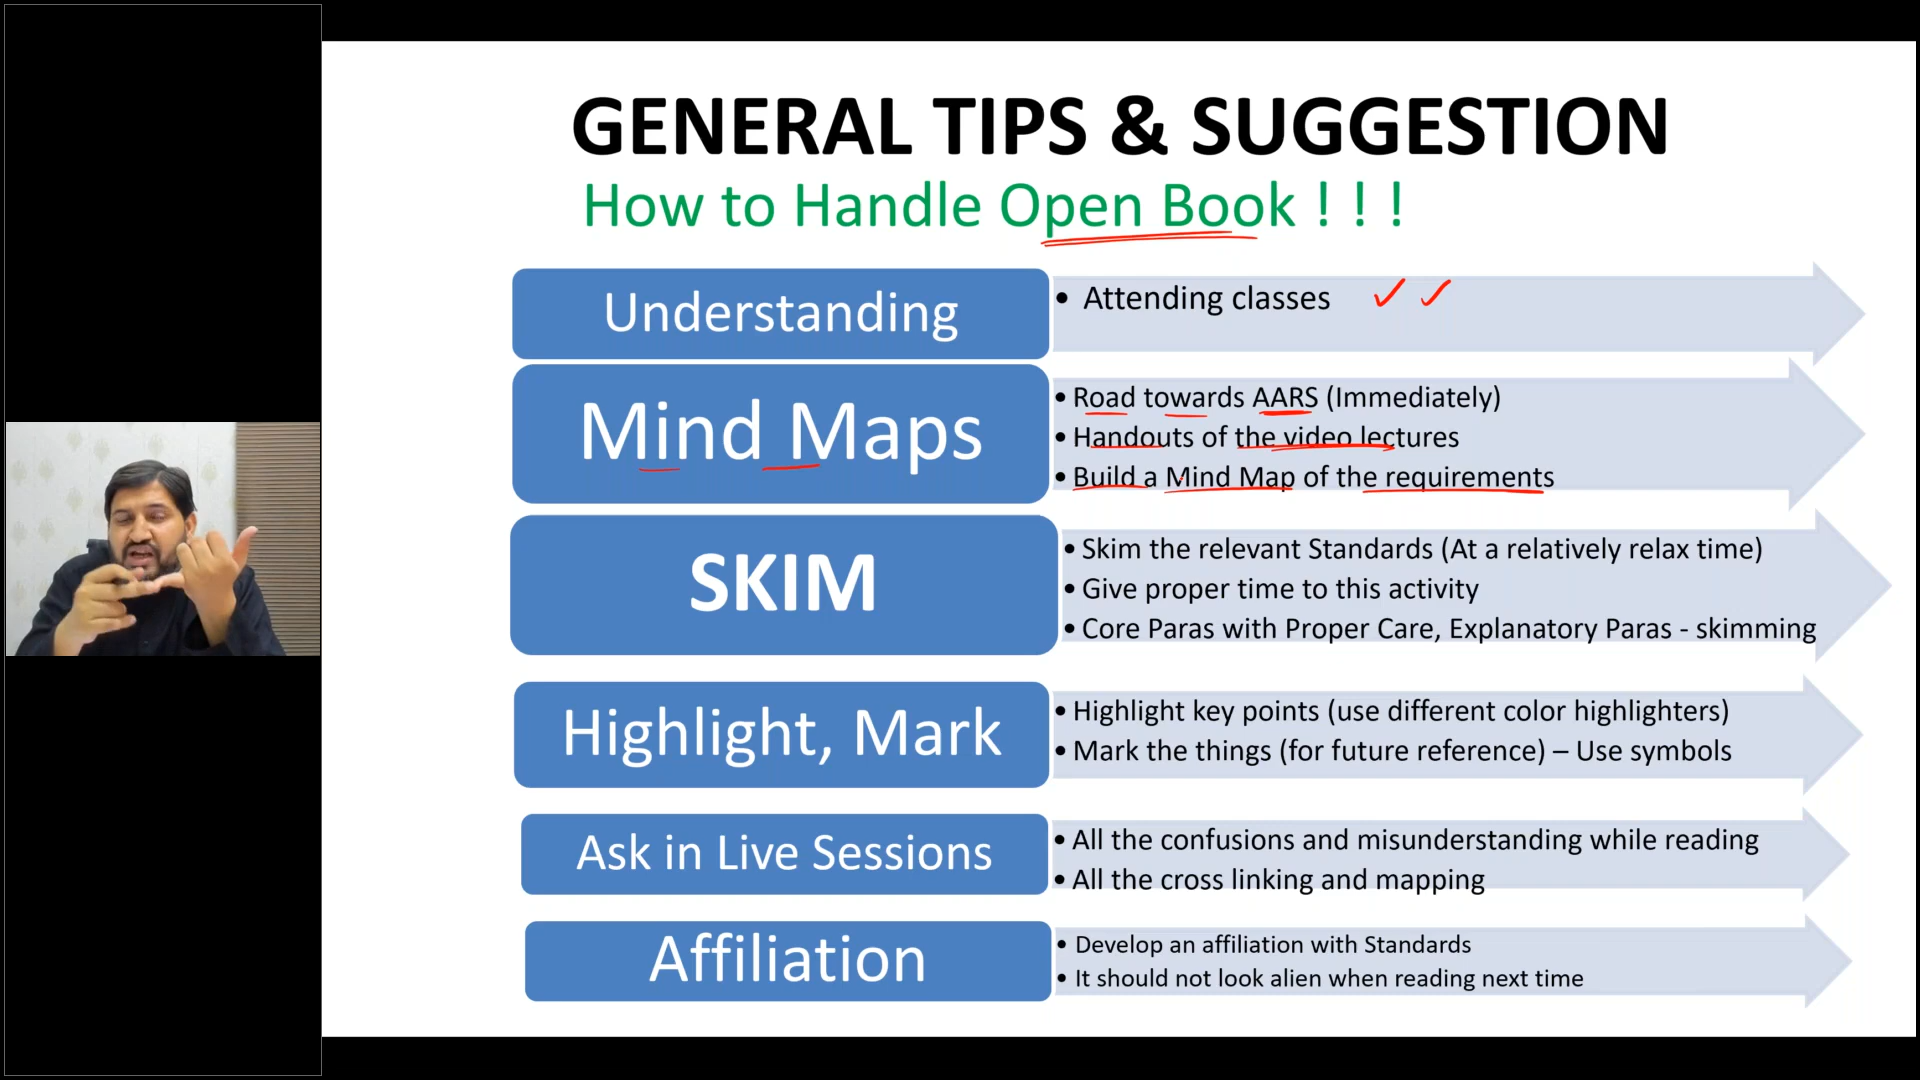 GENERAL TIPS & SUGGESTION
How to Handle Open Book ! ! !
Understanding
• Attending classes
Mind Maps
• Road towards AARS (Immediately)
• Handouts of the video lectures
• Build a Mind Map of the requirements
SKIM
• Skim the relevant Standards (At a relatively relax time)
• Give proper time to this activity
• Core Paras with Proper Care, Explanatory Paras - skimming
Highlight, Mark
• Highlight key points (use different color highlighters)
• Mark the things (for future reference) – Use symbols
Ask in Live Sessions
• All the confusions and misunderstanding while reading
• All the cross linking and mapping
Affiliation
• Develop an affiliation with Standards
• It should not look alien when reading next time